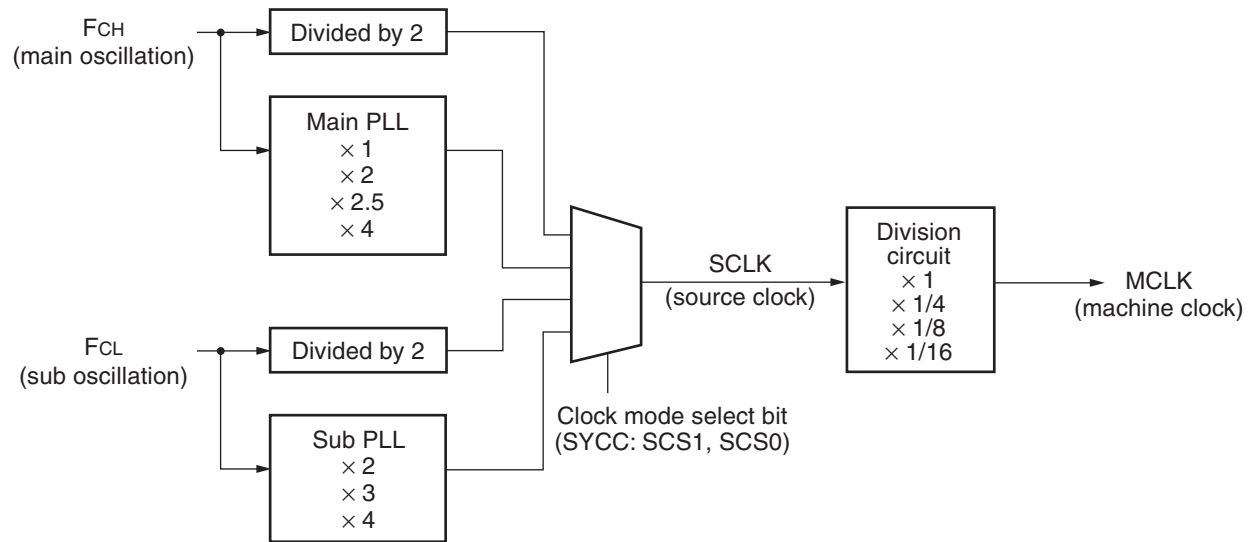 FCH
(main oscillation)
Divided by 2
Main PLL
× 1
× 2
× 2.5
× 4
FCL
(sub oscillation)
Divided by 2
Sub PLL
× 2
× 3
× 4
Clock mode select bit
(SYCC: SCS1, SCS0)
SCLK
(source clock)
Division
circuit
× 1
× 1/4
× 1/8
× 1/16
MCLK
(machine clock)